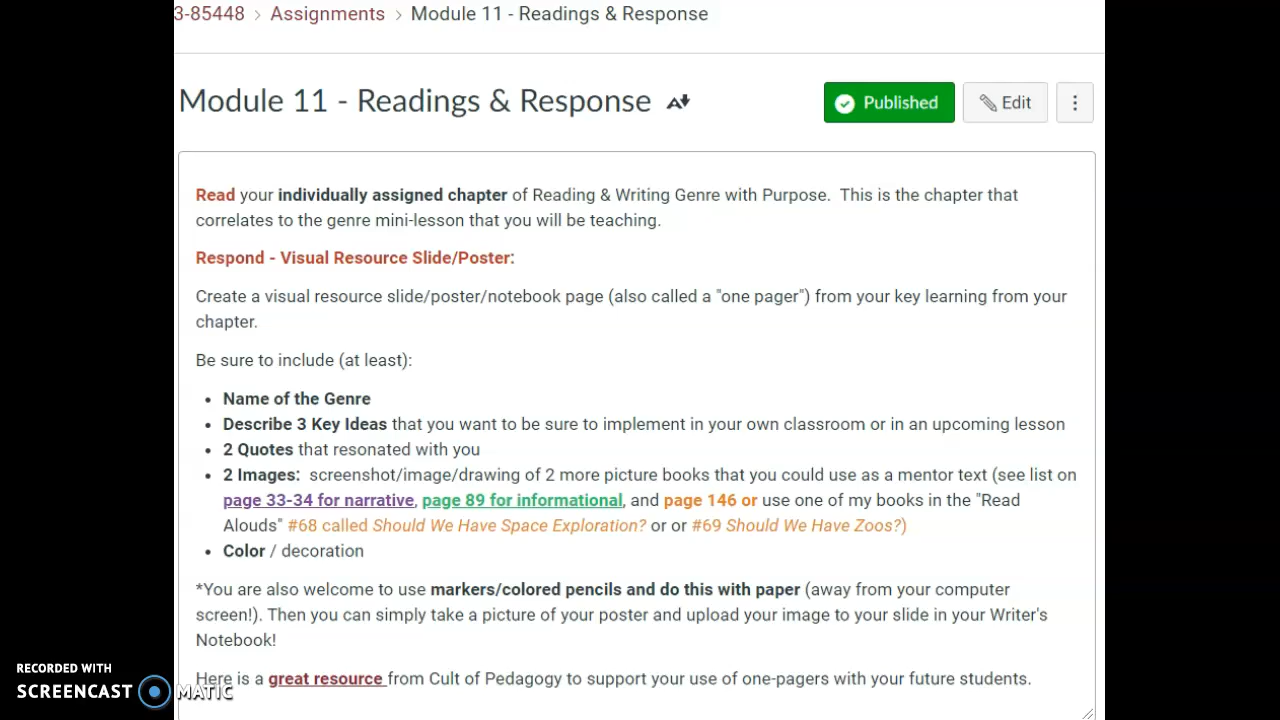 3-85448 > Assignments > Module 11 - Readings & Response
Module 11 - Readings & Response
Published
Edit
Read your individually assigned chapter of Reading & Writing Genre with Purpose. This is the chapter that
correlates to the genre mini-lesson that you will be teaching.
Respond - Visual Resource Slide/Poster:
Create a visual resource slide/poster/notebook page (also called a "one pager") from your key learning from your
chapter.
Be sure to include (at least):
• Name of the Genre
• Describe 3 Key Ideas that you want to be sure to implement in your own classroom or in an upcoming lesson
• 2 Quotes that resonated with you
• 2 Images: screenshot/image/drawing of 2 more picture books that you could use as a mentor text (see list on
page 33-34 for narrative, page 89 for informational, and page 146 or use one of my books in the "Read
Alouds" #68 called Should We Have Space Exploration? or or #69 Should We Have Zoos?)
• Color / decoration
*You are also welcome to use markers/colored pencils and do this with paper (away from your computer
screen!). Then you can simply take a picture of your poster and upload your image to your slide in your Writer's
Notebook!
Here is a great resource from Cult of Pedagogy to support your use of one-pagers with your future students.
RECORDED WITH
SCREENCAST MATIC